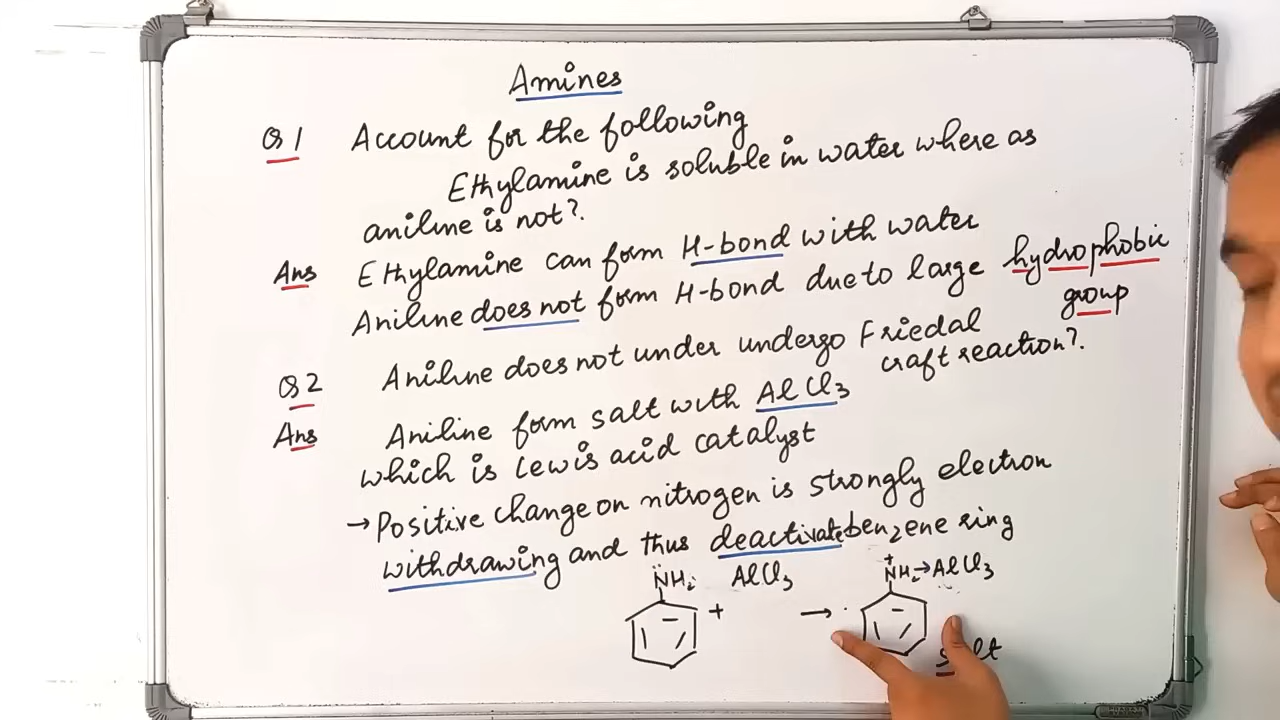 Amines
Q1 Account for the following
Ethylamine is soluble in water where as
aniline is not?
Ans Ethylamine can form H-bond with water
Aniline does not form H-bond due to large hydrophobic
group
Q2 Aniline does not under undergo Friedal
craft reaction?
Ans Aniline form salt with AlCl3
which is Lewis acid catalyst
→ Positive change on nitrogen is strongly electron
withdrawing and thus deactivate benzene ring
N̈H2 + AlCl3 → +NH2→AlCl3